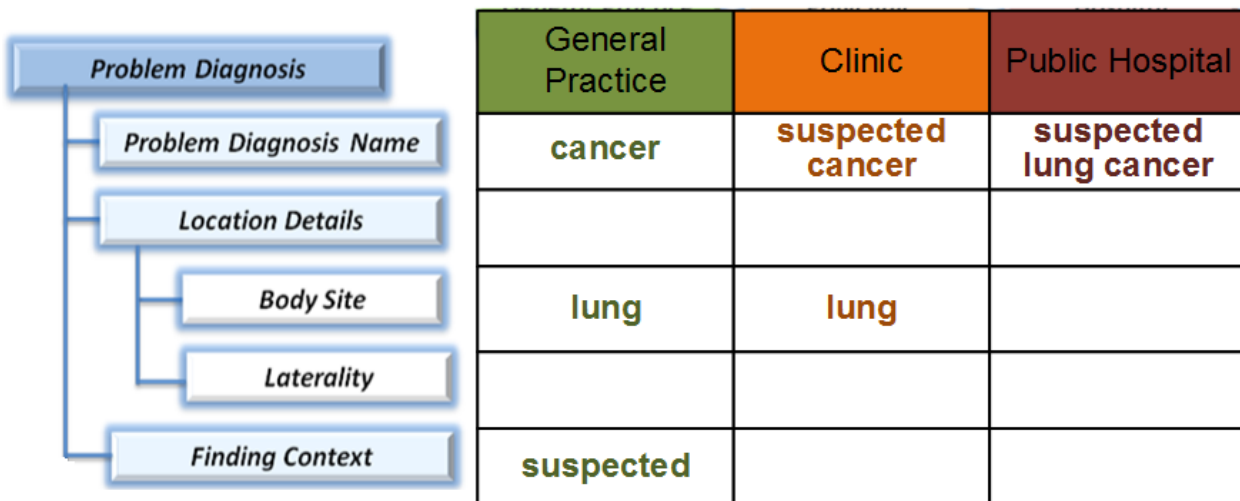 General Practice
Clinic
Public Hospital
Problem Diagnosis
Problem Diagnosis Name
cancer
suspected cancer
suspected lung cancer
Location Details
Body Site
lung
lung
Laterality
Finding Context
suspected